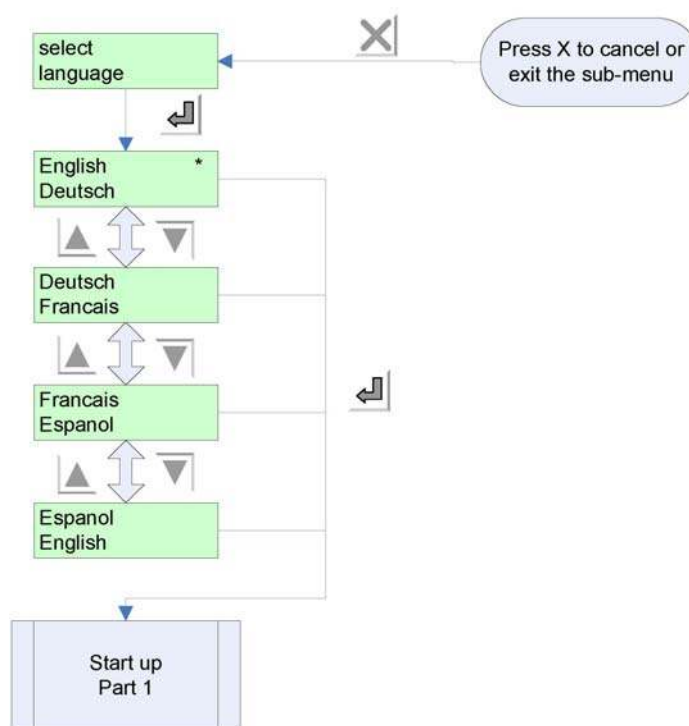 select
language
Press X to cancel or
exit the sub-menu
English *
Deutsch
Deutsch
Francais
Francais
Espanol
Espanol
English
Start up
Part 1